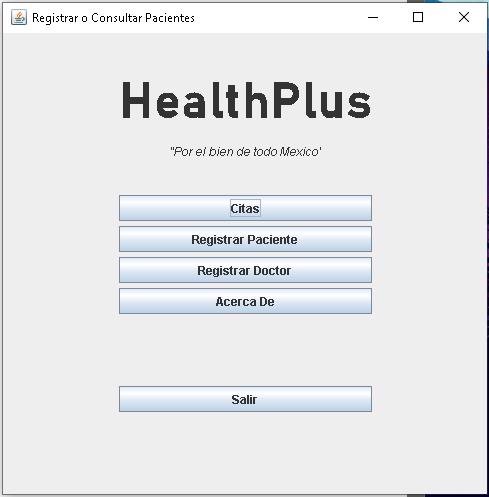 Registrar o Consultar Pacientes
HealthPlus
"Por el bien de todo Mexico'
Citas
Registrar Paciente
Registrar Doctor
Acerca De
Salir